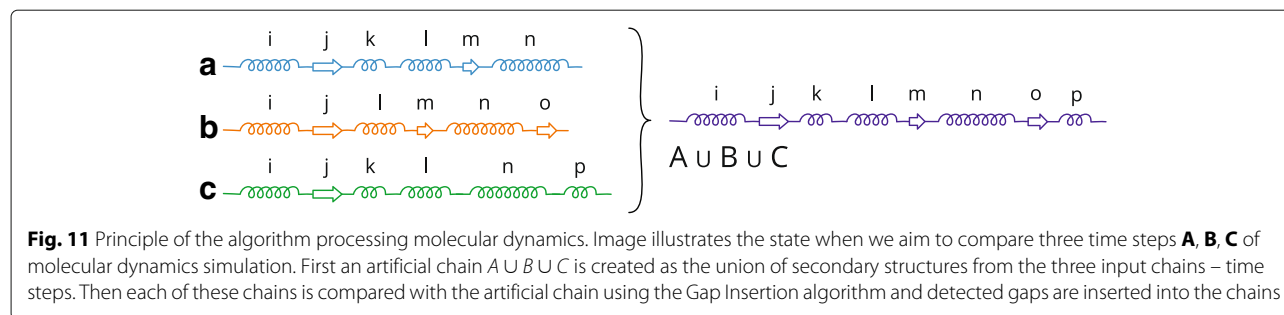 i j k l m n
a
i j l m n o
b
i j k l n p
c
i j k l m n o p
A ∪ B ∪ C
Fig. 11 Principle of the algorithm processing molecular dynamics. Image illustrates the state when we aim to compare three time steps A, B, C of
molecular dynamics simulation. First an artificial chain A ∪ B ∪ C is created as the union of secondary structures from the three input chains – time
steps. Then each of these chains is compared with the artificial chain using the Gap Insertion algorithm and detected gaps are inserted into the chains